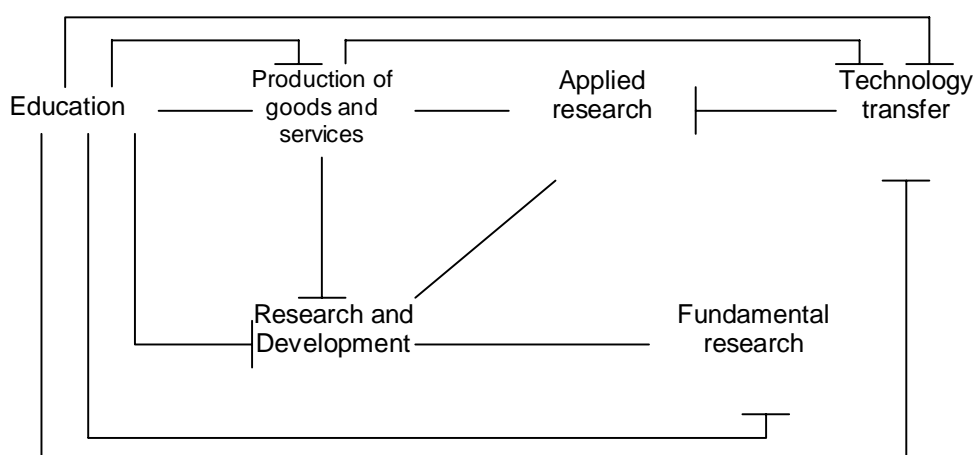 Education
Production of
goods and
services
Applied
research
Technology
transfer
Research and
Development
Fundamental
research